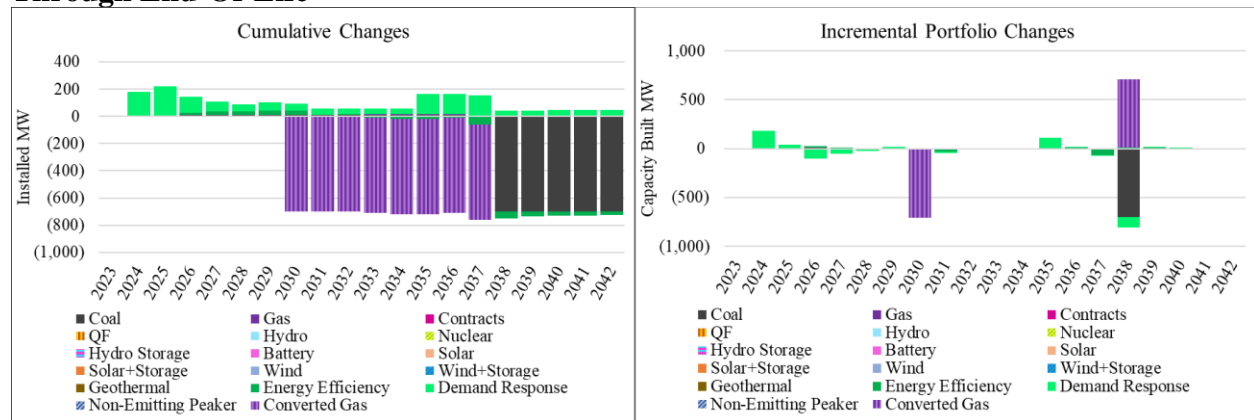 Through End-Of-Life
Cumulative Changes
Installed MW
400
200
0
(200)
(400)
(600)
(800)
(1,000)
2023 2024 2025 2026 2027 2028 2029 2030 2031 2032 2033 2034 2035 2036 2037 2038 2039 2040 2041 2042
Coal Gas Contracts
QF Hydro Nuclear
Hydro Storage Battery Solar
Solar+Storage Wind Wind+Storage
Geothermal Energy Efficiency Demand Response
Non-Emitting Peaker Converted Gas
Incremental Portfolio Changes
Capacity Built MW
1,000
500
0
(500)
(1,000)
2023 2024 2025 2026 2027 2028 2029 2030 2031 2032 2033 2034 2035 2036 2037 2038 2039 2040 2041 2042
Coal Gas Contracts
QF Hydro Nuclear
Hydro Storage Battery Solar
Solar+Storage Wind Wind+Storage
Geothermal Energy Efficiency Demand Response
Non-Emitting Peaker Converted Gas